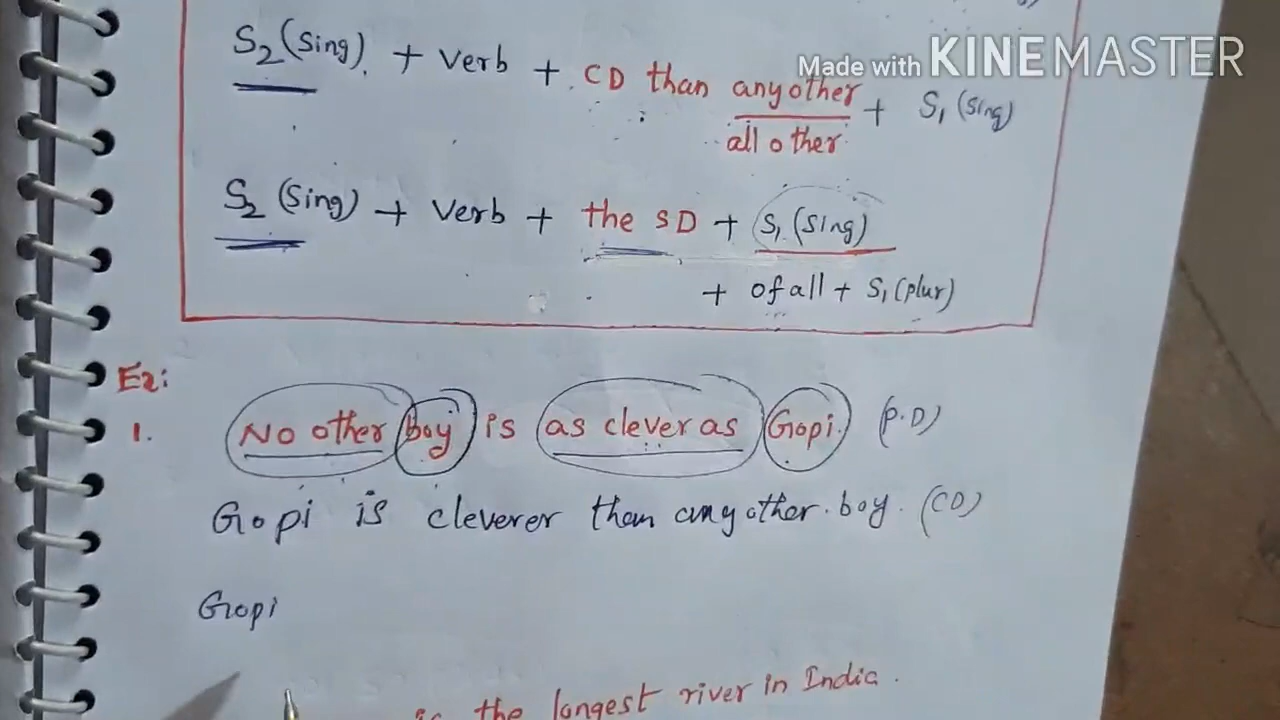 Made with KINEMASTER
S2 (Sing) + Verb + CD than any other + S1 (Sing)
all other
S2 (Sing) + Verb + the SD + S1 (Sing)
+ of all + S1 (plur)
Ex:
1. No other boy is as clever as Gopi. (P.D)
Gopi is cleverer than any other boy. (CD)
Gopi
is the longest river in India.